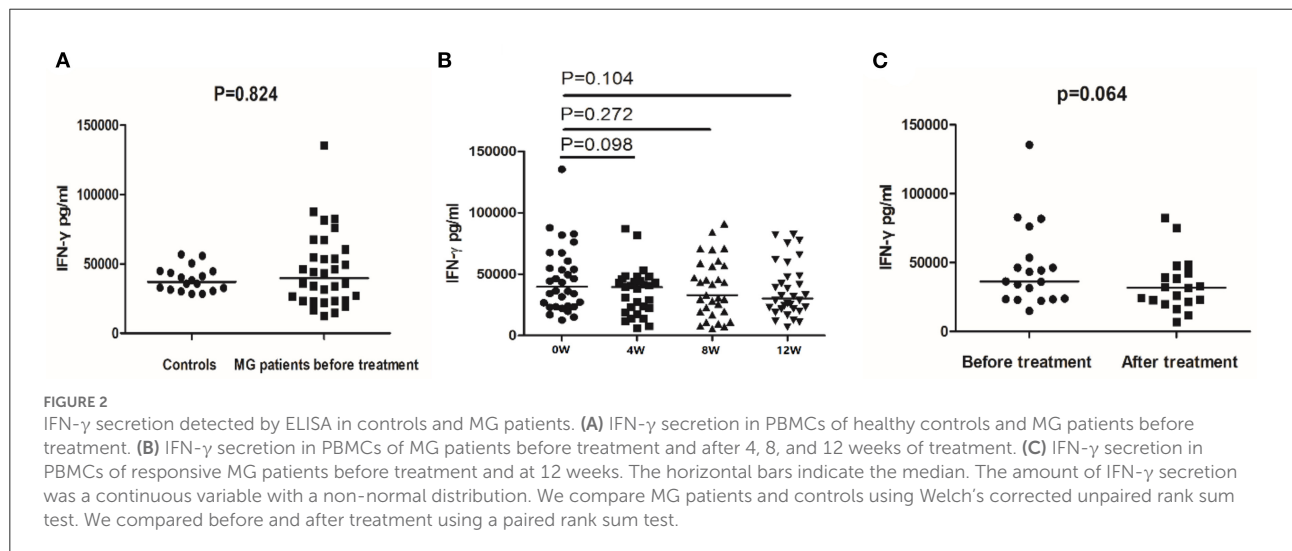 A
P=0.824
150000
100000
50000
0
IFN-γ pg/ml
Controls
MG patients before treatment
B
P=0.104
P=0.272
P=0.098
150000
100000
50000
0
IFN-γ pg/ml
0W
4W
8W
12W
C
p=0.064
150000
100000
50000
0
IFN-γ pg/ml
Before treatment
After treatment
FIGURE 2
IFN-γ secretion detected by ELISA in controls and MG patients. (A) IFN-γ secretion in PBMCs of healthy controls and MG patients before
treatment. (B) IFN-γ secretion in PBMCs of MG patients before treatment and after 4, 8, and 12 weeks of treatment. (C) IFN-γ secretion in
PBMCs of responsive MG patients before treatment and at 12 weeks. The horizontal bars indicate the median. The amount of IFN-γ secretion
was a continuous variable with a non-normal distribution. We compare MG patients and controls using Welch's corrected unpaired rank sum
test. We compared before and after treatment using a paired rank sum test.